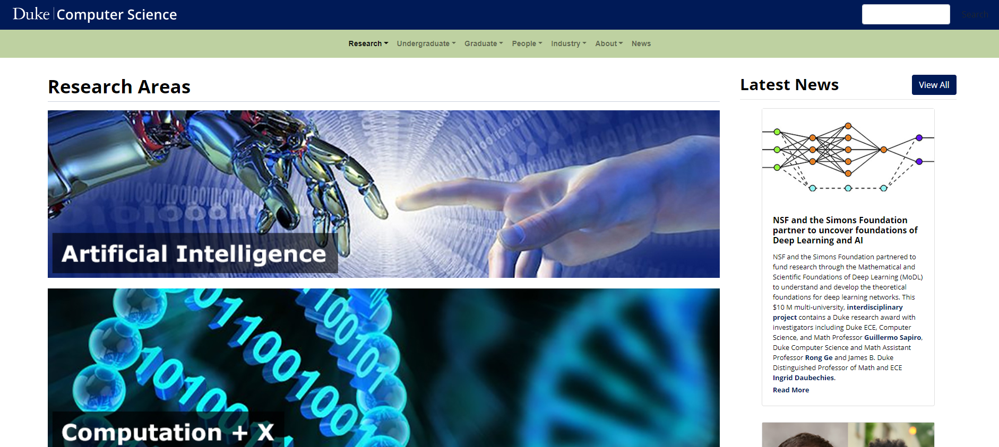 Duke Computer Science
Search
Research Undergraduate Graduate People Industry About News
Research Areas
Artificial Intelligence
Computation + X
Latest News
View All
NSF and the Simons Foundation
partner to uncover foundations of
Deep Learning and AI
NSF and the Simons Foundation partnered to
fund research through the Mathematical and
Scientific Foundations of Deep Learning (MoDL)
to understand and develop the theoretical
foundations for deep learning networks. This
$10 M multi-university, interdisciplinary
project contains a Duke research award with
investigators including Duke ECE, Computer
Science, and Math Professor Guillermo Sapiro,
Duke Computer Science and Math Assistant
Professor Rong Ge and James B. Duke
Distinguished Professor of Math and ECE
Ingrid Daubechies.
Read More